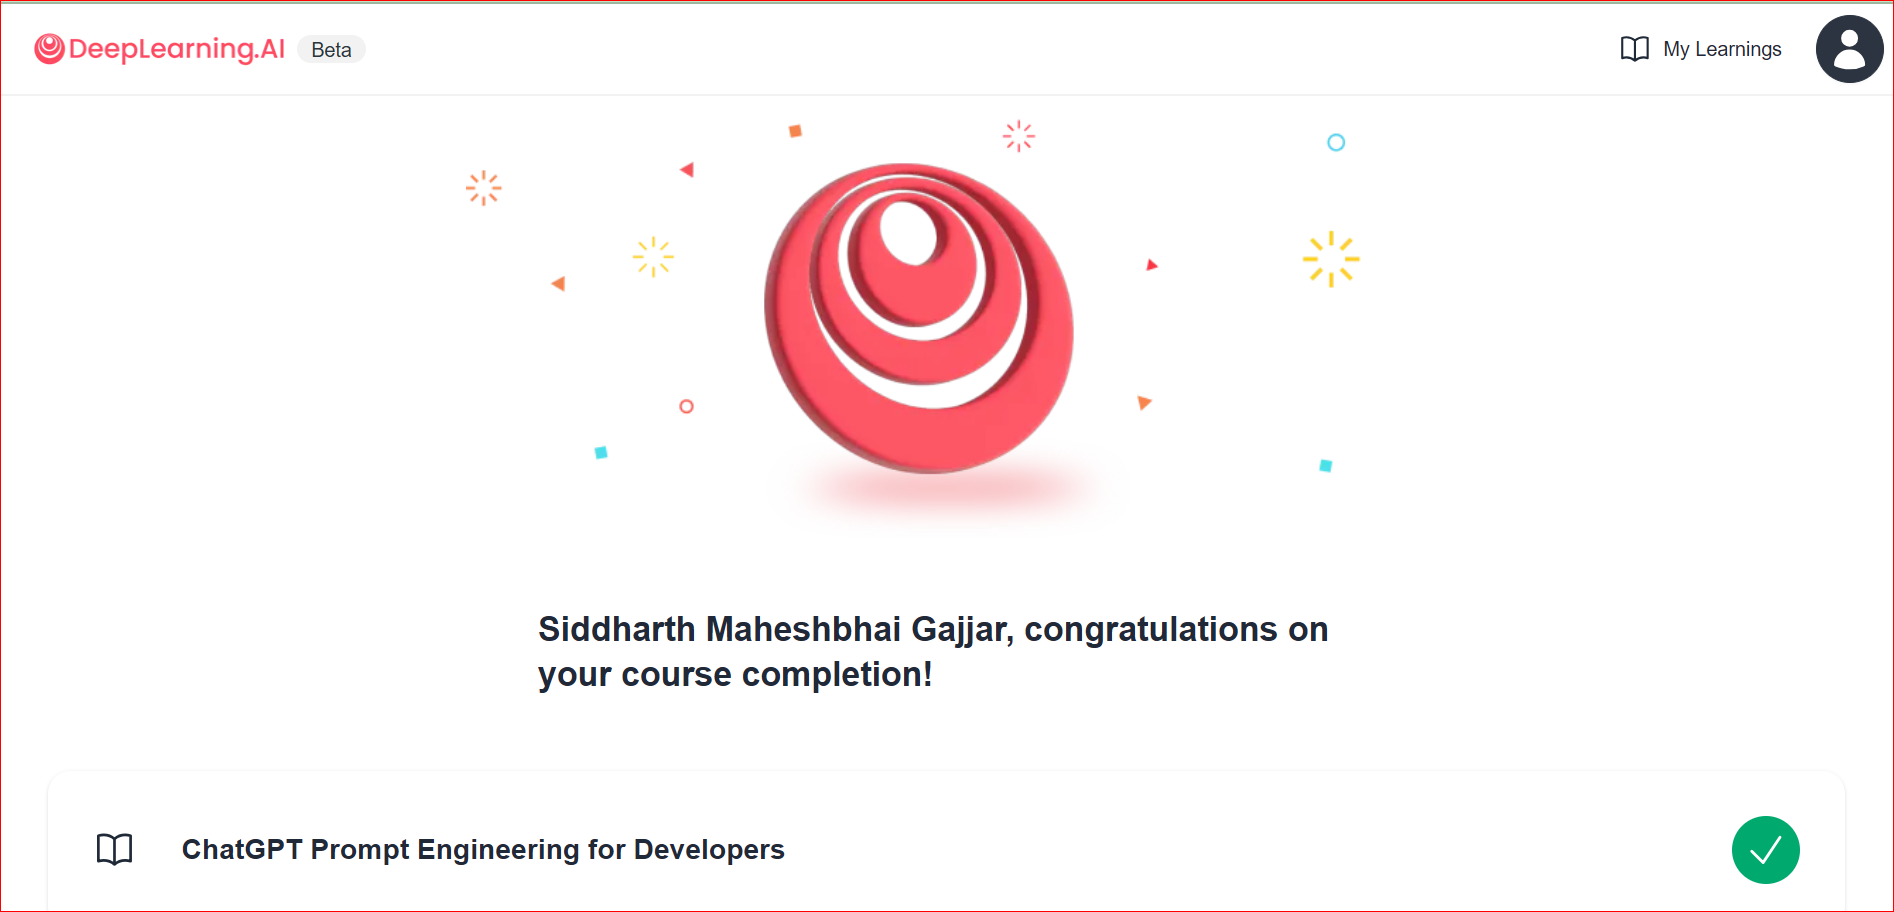 DeepLearning.AI Beta My Learnings
Siddharth Maheshbhai Gajjar, congratulations on
your course completion!
ChatGPT Prompt Engineering for Developers